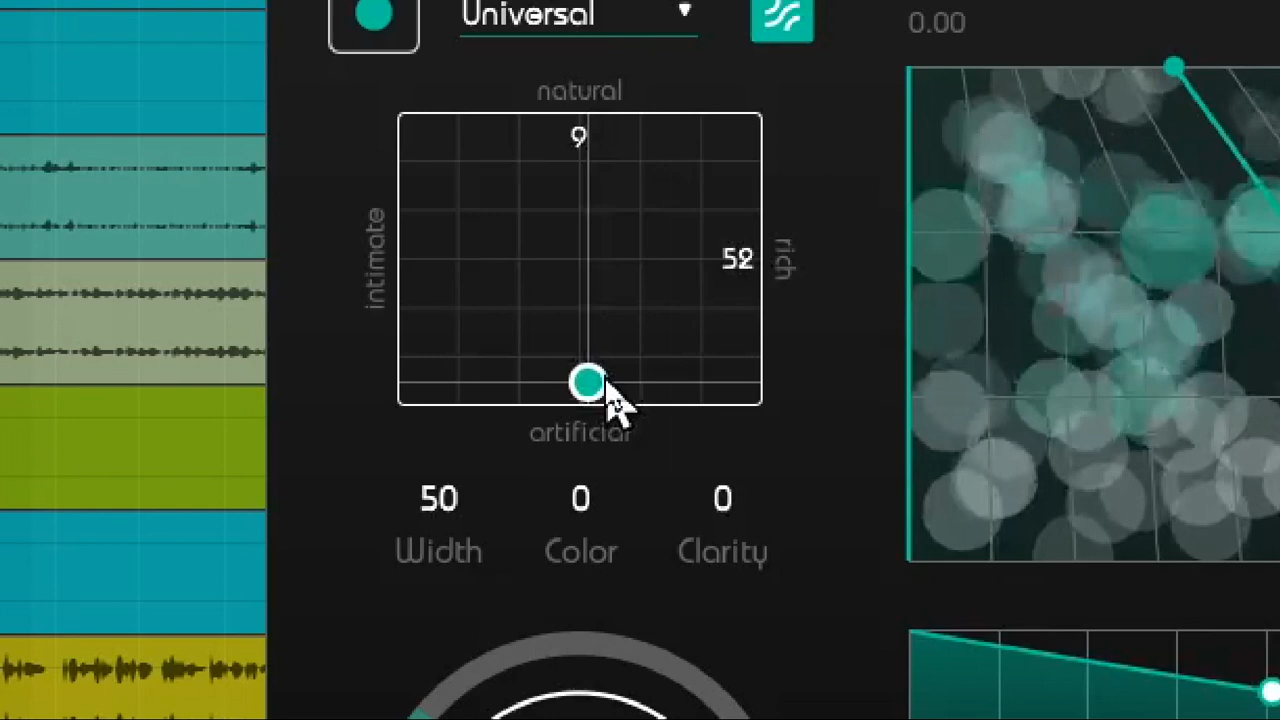 Universal
0.00
natural
9
intimate
52
rich
artificial
50 0 0
Width Color Clarity